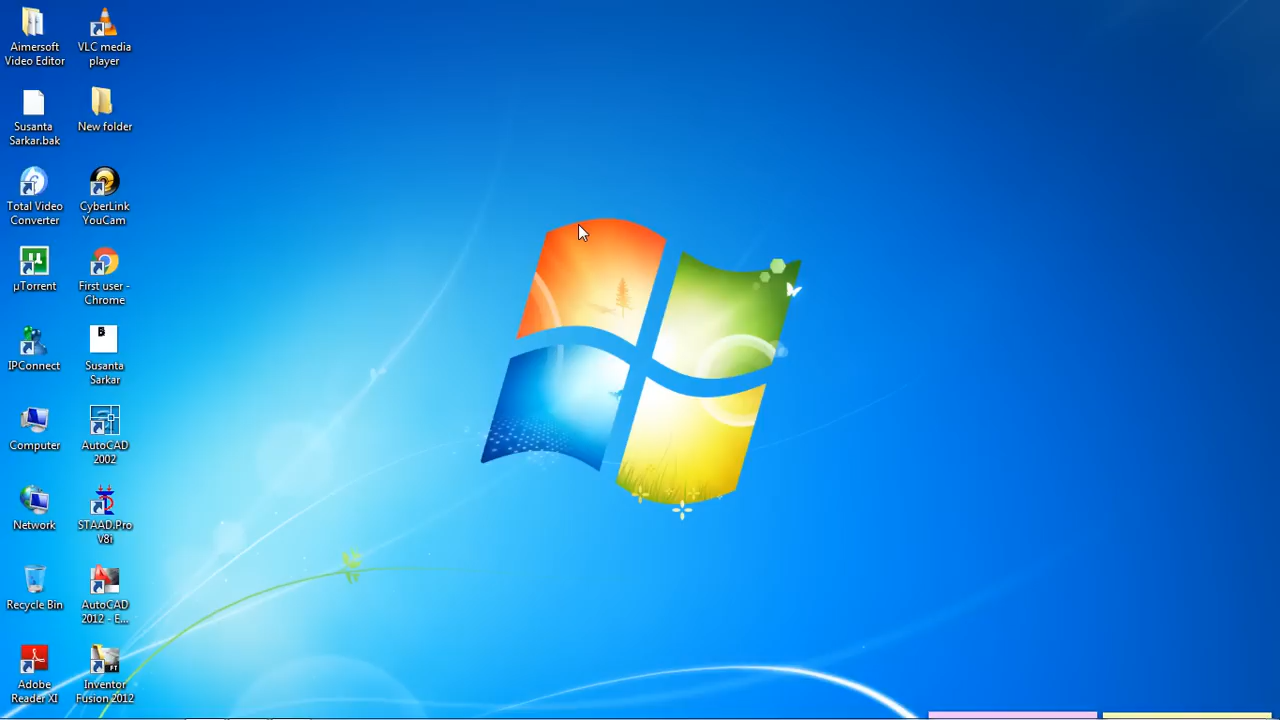 Aimersoft
Video Editor
VLC media
player
Susanta
Sarkar.bak
New folder
Total Video
Converter
CyberLink
YouCam
µTorrent
First user -
Chrome
IPConnect
B
Susanta
Sarkar
Computer
AutoCAD
2002
Network
STAAD.Pro
V8i
Recycle Bin
AutoCAD
2012 - E...
Adobe
Reader XI
FT
Inventor
Fusion 2012